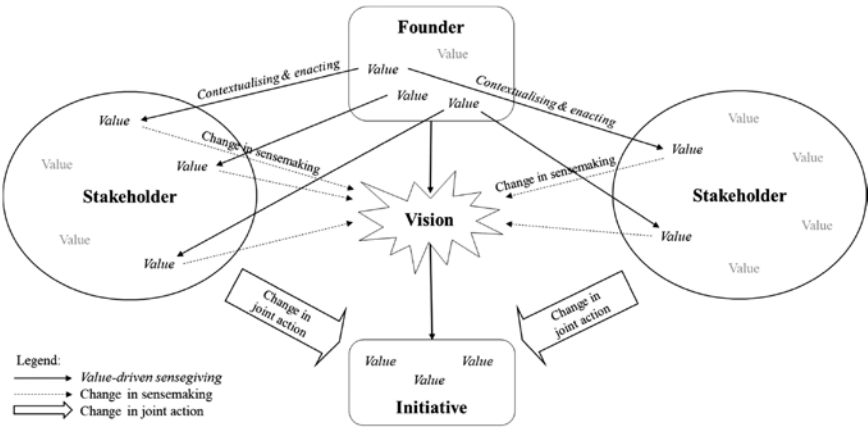 Founder
Value
Value
Value
Value
Contextualising & enacting
Contextualising & enacting
Value
Value
Value
Value
Stakeholder
Value
Change in sensemaking
Vision
Value
Value
Value
Change in sensemaking
Stakeholder
Value
Value
Value
Change in
joint action
Change in
joint action
Value
Value
Value
Initiative
Legend:
Value-driven sensegiving
Change in sensemaking
Change in joint action